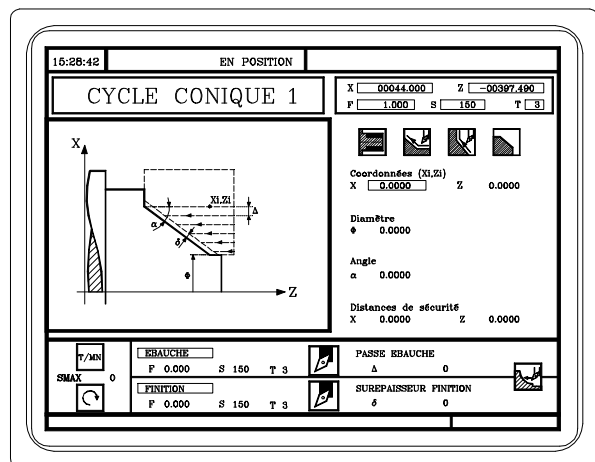 15:28:42 EN POSITION
CYCLE CONIQUE 1
X 00044.000 Z -00397.490
F 1.000 S 150 T 3
X
Xi,Zi
Δ
α
δ
Φ
Z
Coordonnées (Xi,Zi)
X 0.0000 Z 0.0000
Diamètre
Φ 0.0000
Angle
α 0.0000
Distances de sécurité
X 0.0000 Z 0.0000
T/MN
SMAX 0
EBAUCHE
F 0.000 S 150 T 3
PASSE EBAUCHE
Δ 0
FINITION
F 0.000 S 150 T 3
SUREPAISSEUR FINITION
δ 0